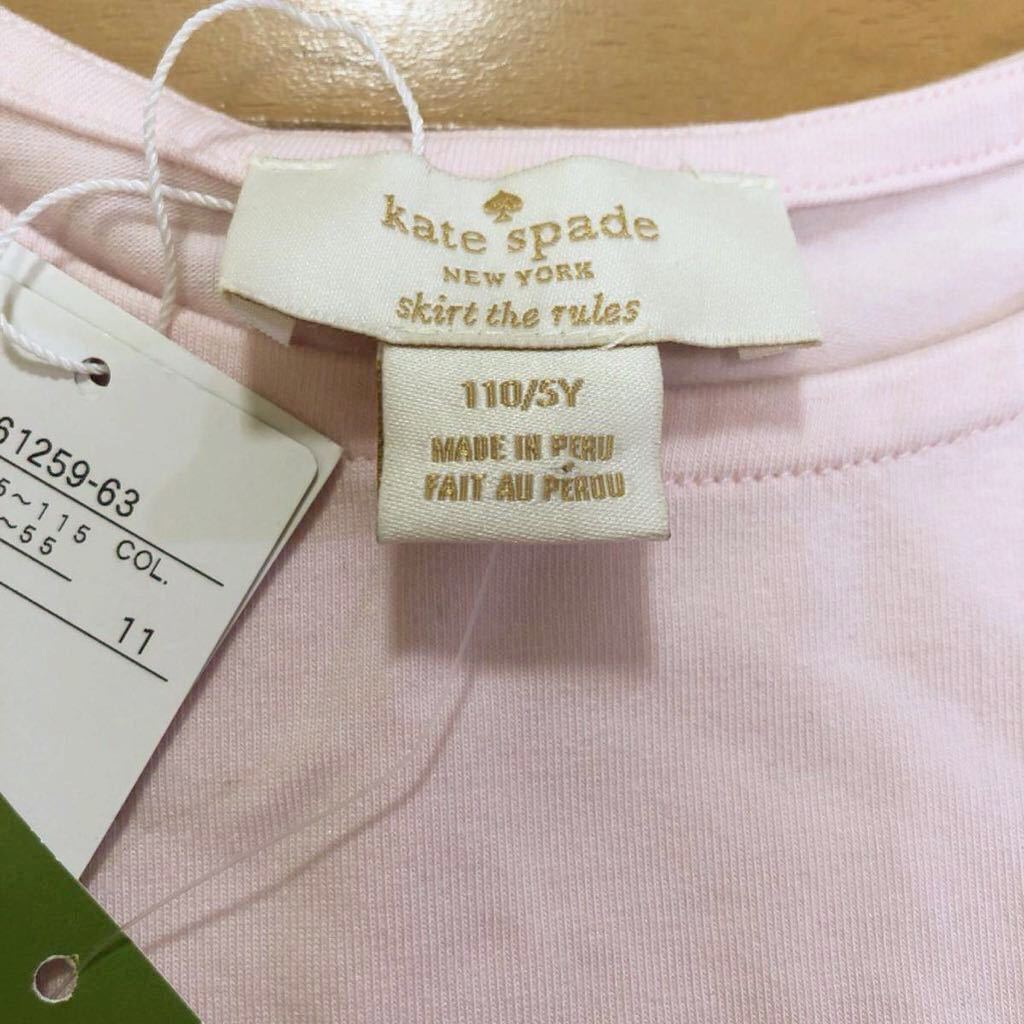 kate spade
NEW YORK
skirt the rules
110/5Y
MADE IN PERU
FAIT AU PÉROU
61259-63
5～115 COL.
～55
11